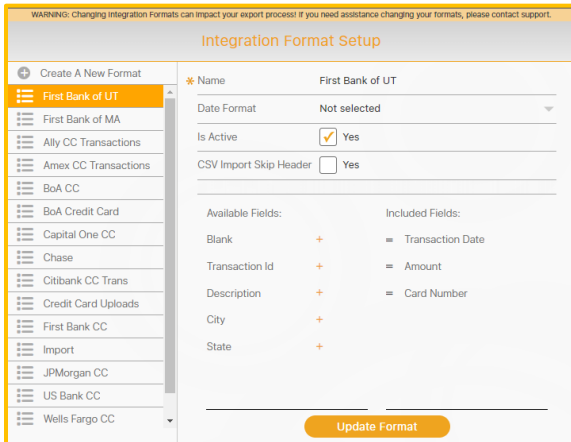 WARNING: Changing Integration Formats can impact your export process! If you need assistance changing your formats, please contact support.
Integration Format Setup
Create A New Format
First Bank of UT
First Bank of MA
Ally CC Transactions
Amex CC Transactions
BoA CC
BoA Credit Card
Capital One CC
Chase
Citibank CC Trans
Credit Card Uploads
First Bank CC
Import
JPMorgan CC
US Bank CC
Wells Fargo CC
* Name First Bank of UT
Date Format Not selected
Is Active Yes
CSV Import Skip Header Yes
Available Fields: Included Fields:
Blank + = Transaction Date
Transaction Id + = Amount
Description + = Card Number
City +
State +
Update Format